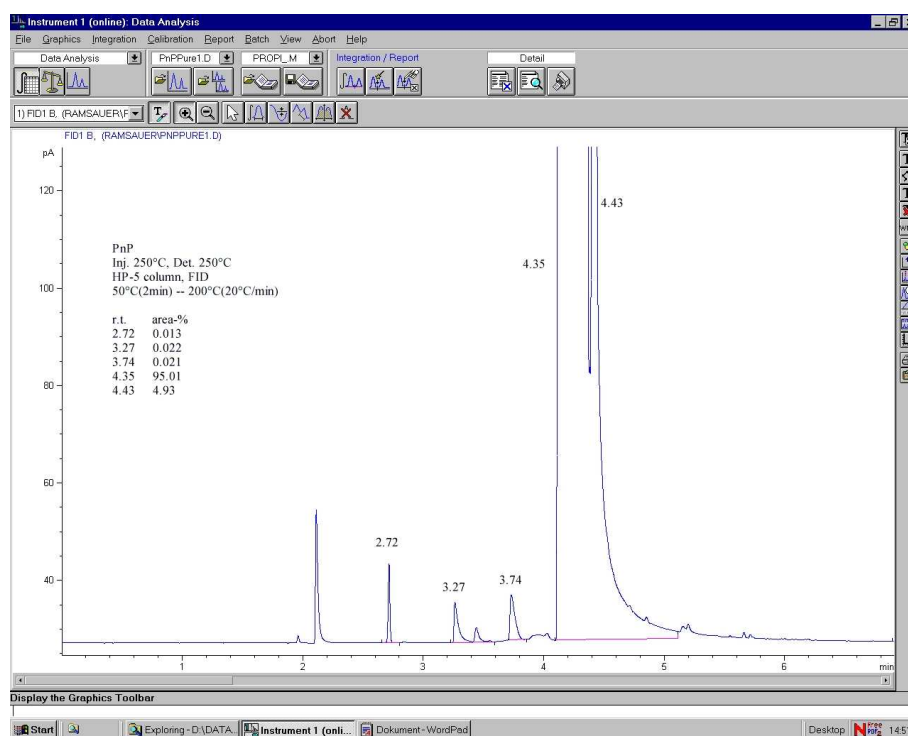 Instrument 1 (online): Data Analysis
File Graphics Integration Calibration Report Batch View Abort Help
Data Analysis PnPPure1.D PROPI_M Integration / Report Detail
1) FID1 B, (RAMSAUER\F
FID1 B, (RAMSAUER\PNPPURE1.D)
pA
120
100
80
60
40
4.43
4.35
PnP
Inj. 250°C, Det. 250°C
HP-5 column, FID
50°C(2min) -- 200°C(20°C/min)
r.t. area-%
2.72 0.013
3.27 0.022
3.74 0.021
4.35 95.01
4.43 4.93
2.72
3.27
3.74
1 2 3 4 5 6 min
Display the Graphics Toolbar
Start Exploring - D:\DATA... Instrument 1 (onli... Dokument - WordPad Desktop 14:5